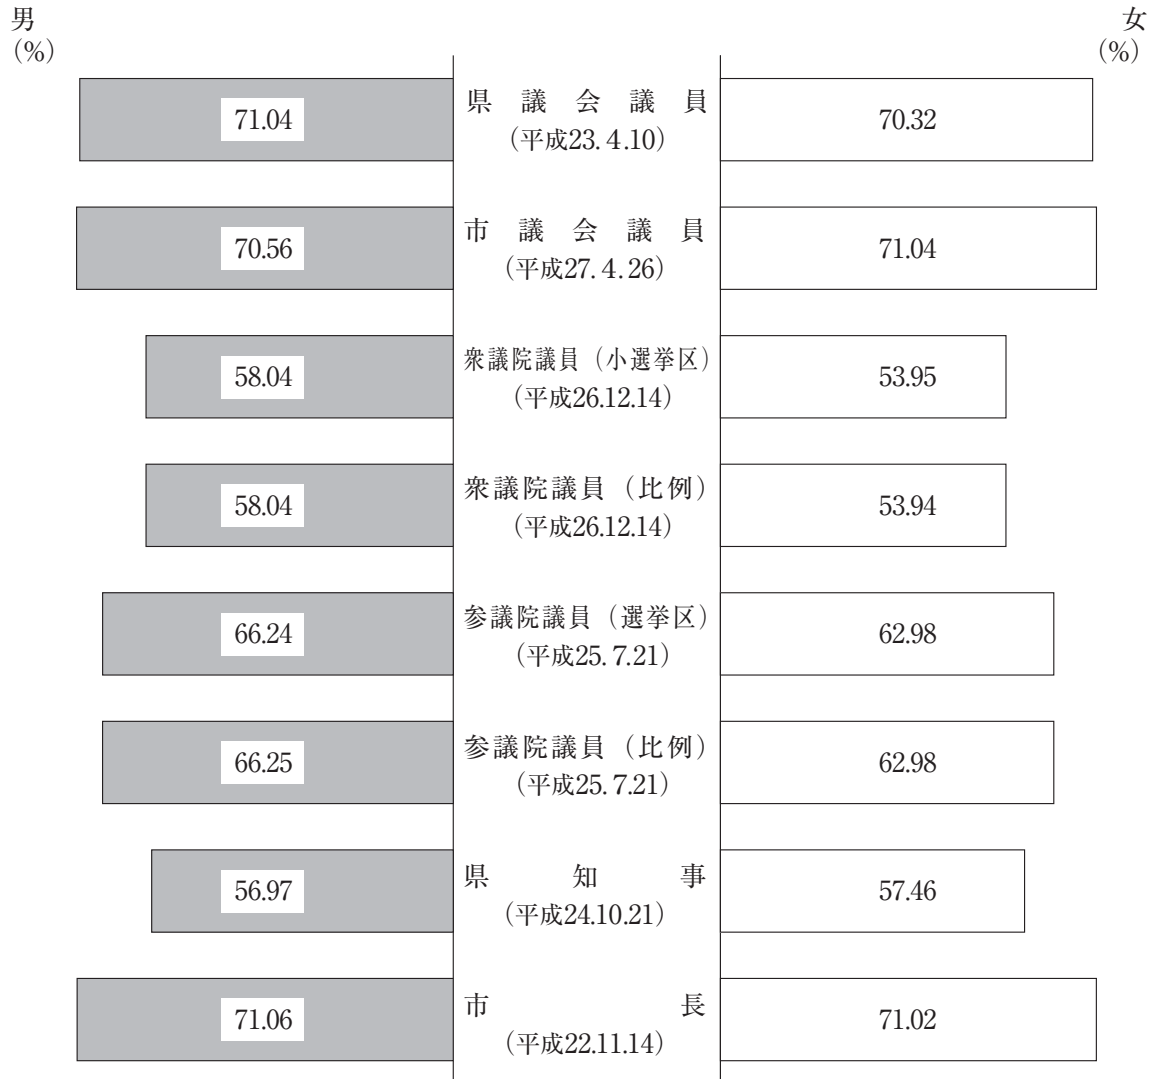 男
(%)
女
(%)
71.04
県議会議員
(平成23.4.10)
70.32
70.56
市議会議員
(平成27.4.26)
71.04
58.04
衆議院議員(小選挙区)
(平成26.12.14)
53.95
58.04
衆議院議員(比例)
(平成26.12.14)
53.94
66.24
参議院議員(選挙区)
(平成25.7.21)
62.98
66.25
参議院議員(比例)
(平成25.7.21)
62.98
56.97
県知事
(平成24.10.21)
57.46
71.06
市長
(平成22.11.14)
71.02